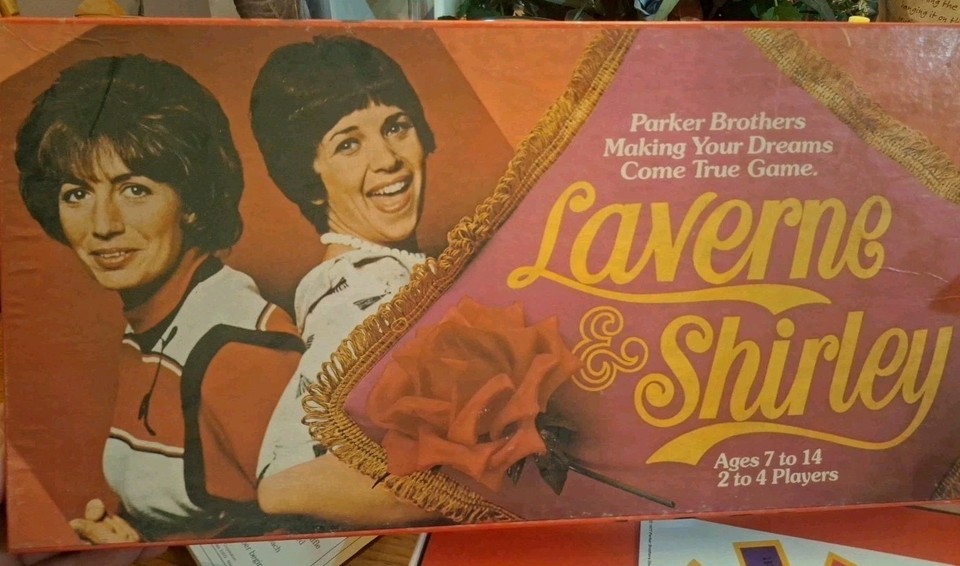 Parker Brothers
Making Your Dreams
Come True Game.
Laverne
& Shirley
Ages 7 to 14
2 to 4 Players